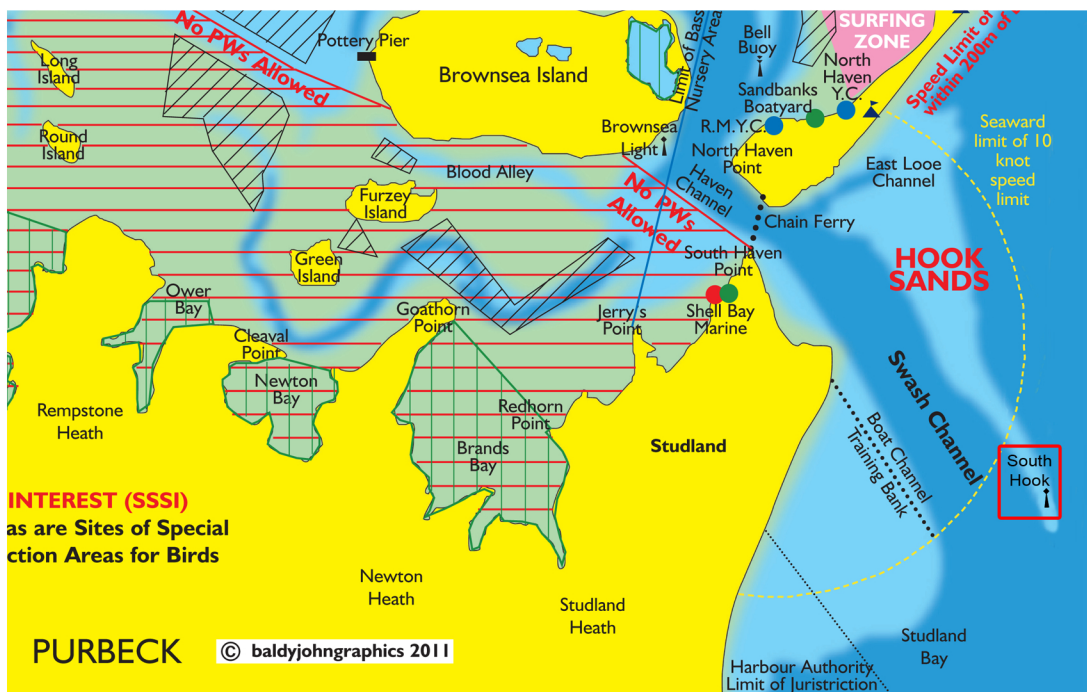 No PWs Allowed
Long
Island
Round
Island
Pottery Pier
Brownsea Island
Limit of Bass
Nursery Area
Bell
Buoy
SURFING
ZONE
North
Haven
Y.C.
Sandbanks
Boatyard
R.M.Y.C.
Speed Limit of
within 200m of
Seaward
limit of 10
knot
speed
limit
Brownsea
Light
North Haven
Point
East Looe
Channel
Blood Alley
Haven
Channel
No PWs
Allowed
Chain Ferry
Furzey
Island
Green
Island
South Haven
Point
HOOK
SANDS
Ower
Bay
Goathorn
Point
Jerry's
Point
Shell Bay
Marine
Cleaval
Point
Newton
Bay
Swash Channel
Boat Channel
Training Bank
Rempstone
Heath
Redhorn
Point
Brands
Bay
Studland
South
Hook
INTEREST (SSSI)
as are Sites of Special
ction Areas for Birds
Newton
Heath
Studland
Heath
Studland
Bay
PURBECK
© baldyjohngraphics 2011
Harbour Authority
Limit of Juristriction